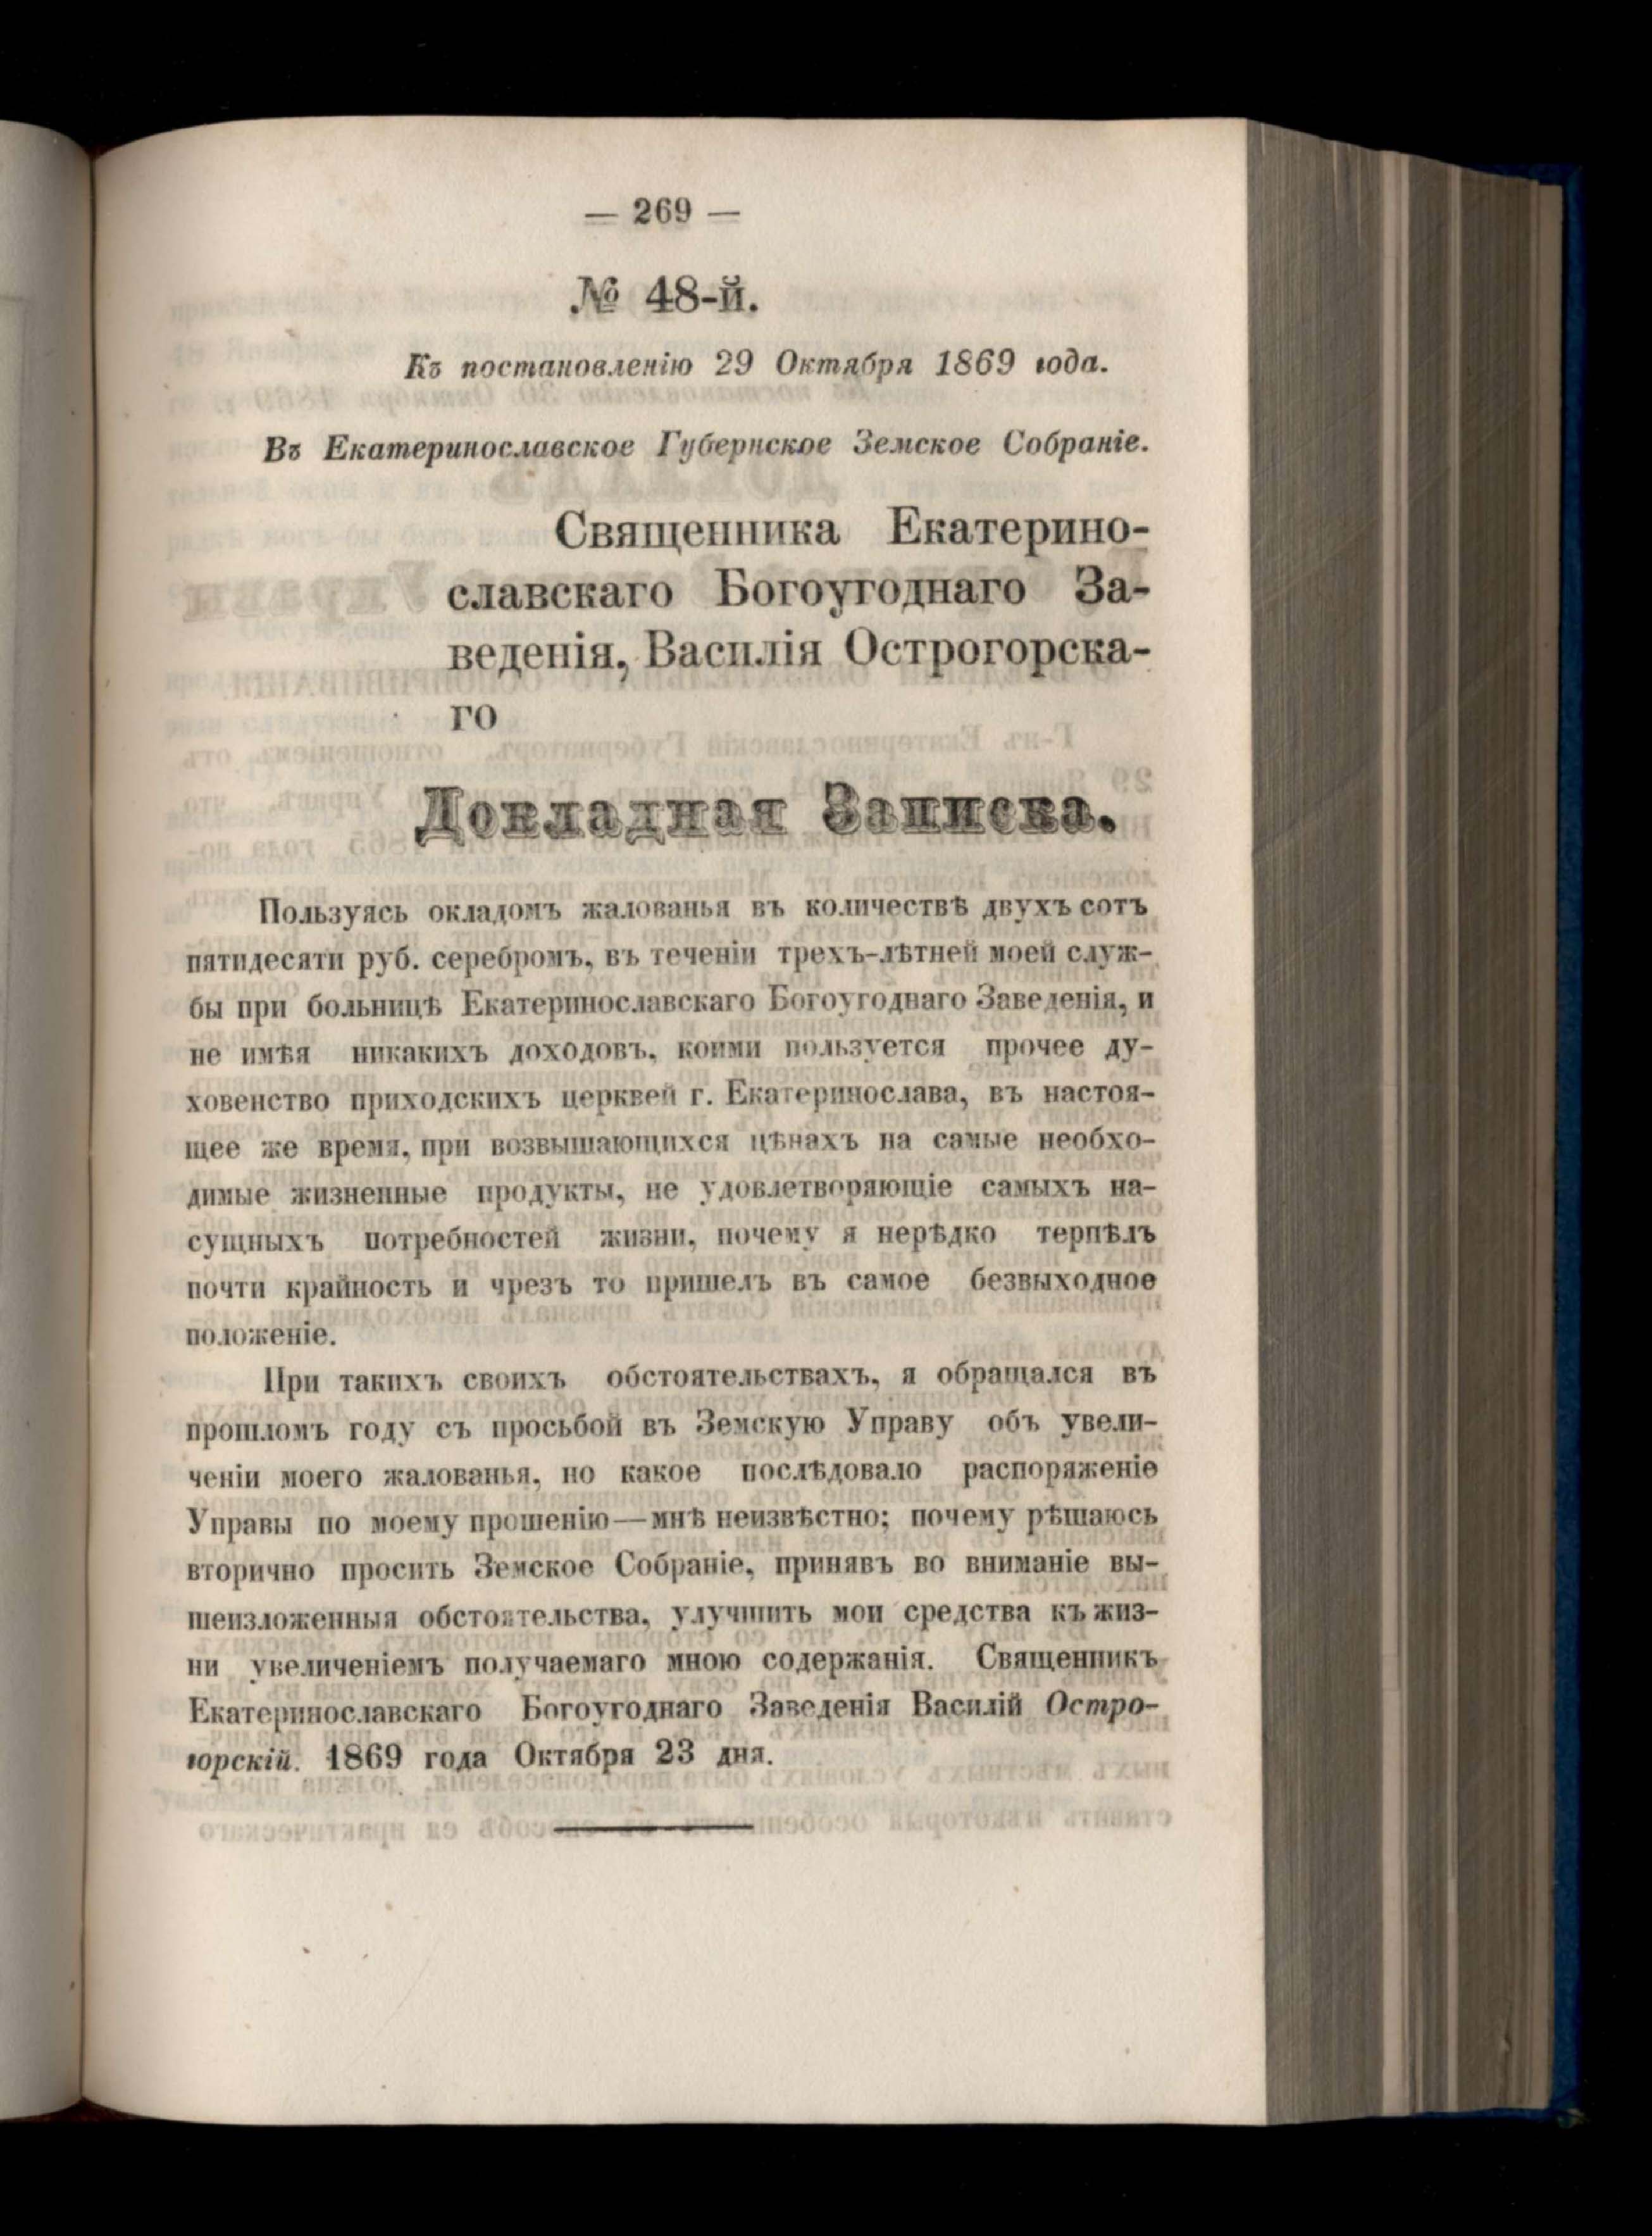 — 269 —
№ 48-й.
Къ постановленію 29 Октября 1869 года.
Въ Екатеринославское Губернское Земское Собраніе.
Священника Екатерино-
славскаго Богоугоднаго За-
веденія, Василія Острогорска-
го
Докладная Записка.
Пользуясь окладомъ жалованья въ количествѣ двухъ сотъ
пятидесяти руб. серебромъ, въ теченіи трехъ-лѣтней моей служ-
бы при больницѣ Екатеринославскаго Богоугоднаго Заведенія, и
не имѣя никакихъ доходовъ, коими пользуется прочее ду-
ховенство приходскихъ церквей г. Екатеринослава, въ настоя-
щее же время, при возвышающихся цѣнахъ на самые необхо-
димые жизненные продукты, не удовлетворяющіе самыхъ на-
сущныхъ потребностей жизни, почему я нерѣдко терпѣлъ
почти крайность и чрезъ то пришелъ въ самое безвыходное
положеніе.
При такихъ своихъ обстоятельствахъ, я обращался въ
прошломъ году съ просьбой въ Земскую Управу объ увели-
ченіи моего жалованья, но какое послѣдовало распоряженіе
Управы по моему прошенію—мнѣ неизвѣстно; почему рѣшаюсь
вторично просить Земское Собраніе, принявъ во вниманіе вы-
шеизложенныя обстоятельства, улучшить мои средства къ жиз-
ни увеличеніемъ получаемаго мною содержанія. Священникъ
Екатеринославскаго Богоугоднаго Заведенія Василій Остро-
горскій. 1869 года Октября 23 дня.